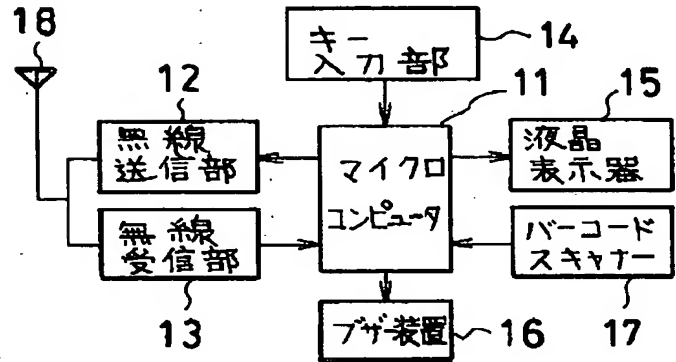 18
キー
入力部
14
12
11
15
無線
送信部
マイクロ
コンピュータ
液晶
表示器
無線
受信部
バーコード
スキャナー
13
ブザー装置
16
17